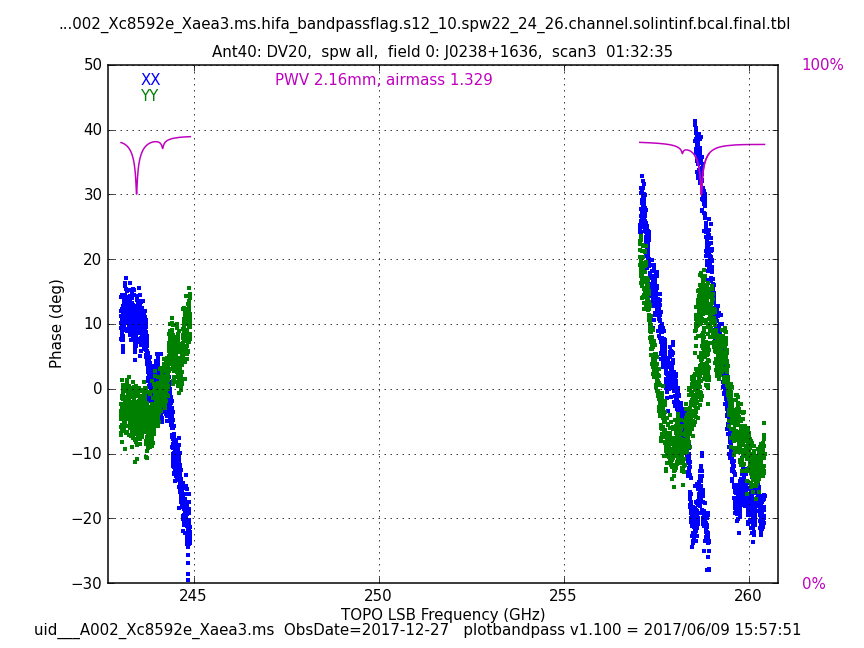 ...002_Xc8592e_Xaea3.ms.hifa_bandpassflag.s12_10.spw22_24_26.channel.solintinf.bcal.final.tbl
Ant40: DV20,  spw all,  field 0: J0238+1636,  scan3  01:32:35
50
100%
XX
PWV 2.16mm, airmass 1.329
YY
40
30
20
10
0
−10
−20
−30
0%
Phase (deg)
245
250
255
260
TOPO LSB Frequency (GHz)
uid___A002_Xc8592e_Xaea3.ms  ObsDate=2017-12-27   plotbandpass v1.100 = 2017/06/09 15:57:51